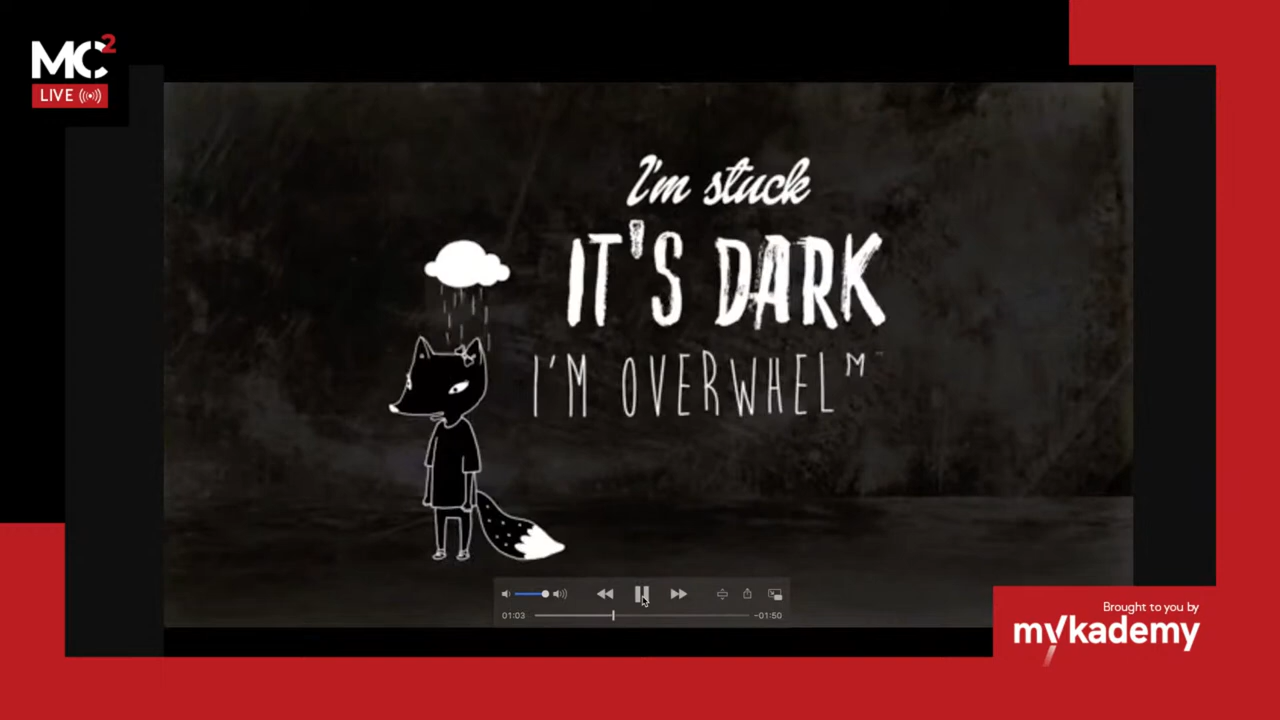 MC2
LIVE
I'm stuck
IT'S DARK
I'M OVERWHELM
01:03
-01:50
Brought to you by
mykademy